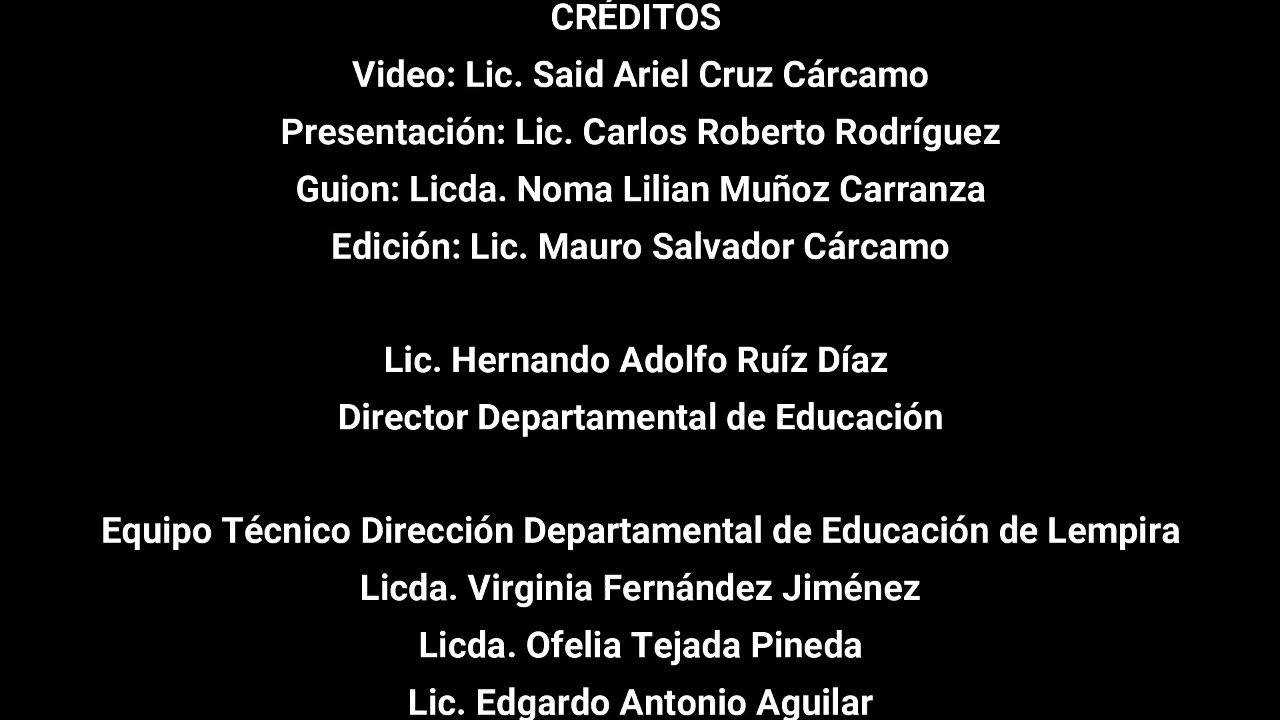 CRÉDITOS
Video: Lic. Said Ariel Cruz Cárcamo
Presentación: Lic. Carlos Roberto Rodríguez
Guion: Licda. Noma Lilian Muñoz Carranza
Edición: Lic. Mauro Salvador Cárcamo
Lic. Hernando Adolfo Ruíz Díaz
Director Departamental de Educación
Equipo Técnico Dirección Departamental de Educación de Lempira
Licda. Virginia Fernández Jiménez
Licda. Ofelia Tejada Pineda
Lic. Edgardo Antonio Aguilar